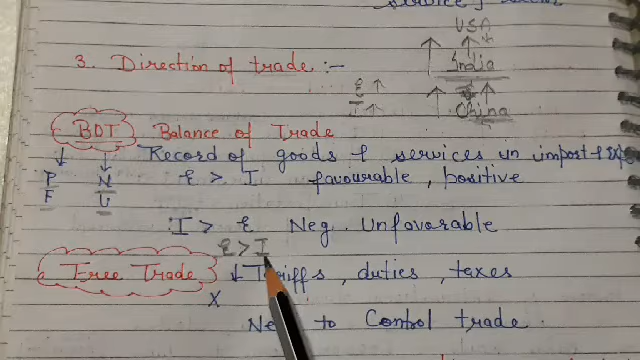 USA
3. Direction of trade :-
India
E ↑
I ↑
China
BOT Balance of Trade
Record of goods & services in import & Exp
P N E > I favourable, positive
F U
I > E Neg. Unfavorable
E > I
Free Trade ↓ Tariffs, duties, taxes
X
to Control trade